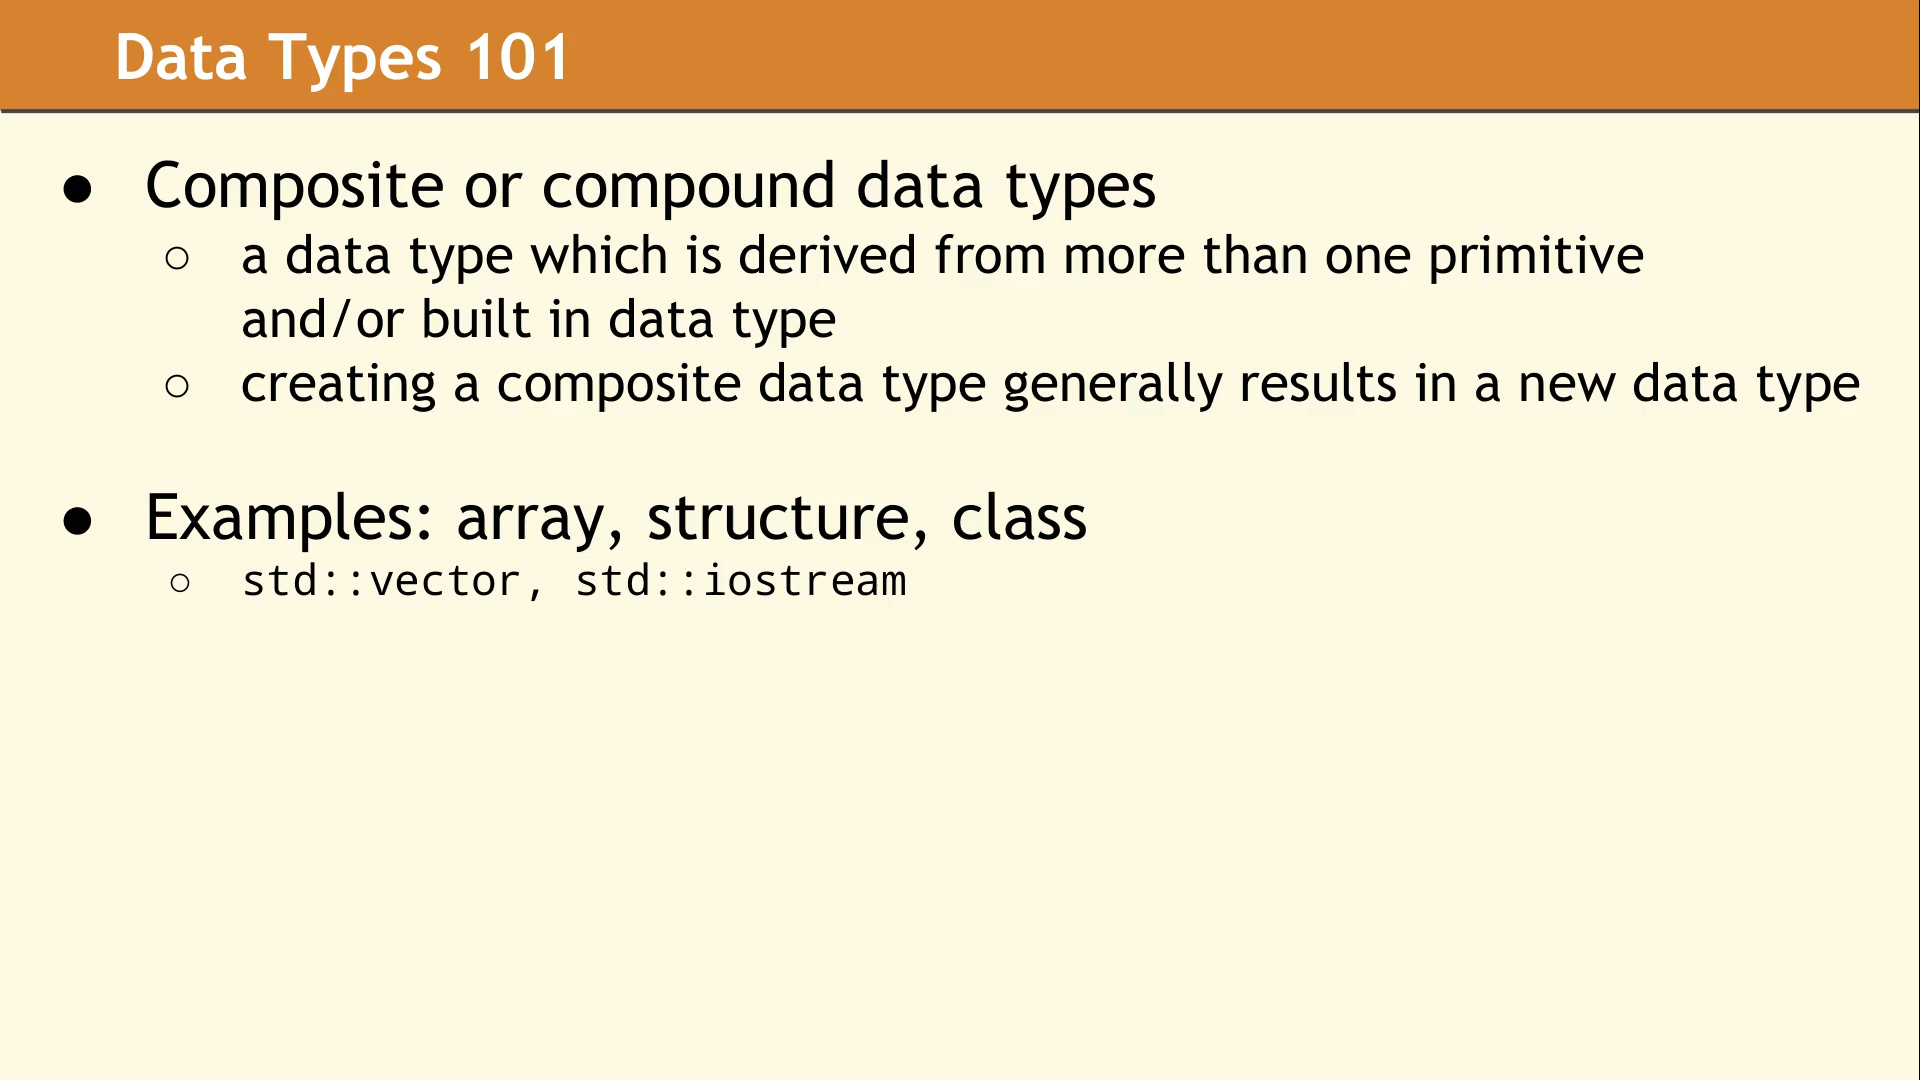 Data Types 101
● Composite or compound data types
○ a data type which is derived from more than one primitive
and/or built in data type
○ creating a composite data type generally results in a new data type
● Examples: array, structure, class
○ std::vector, std::iostream